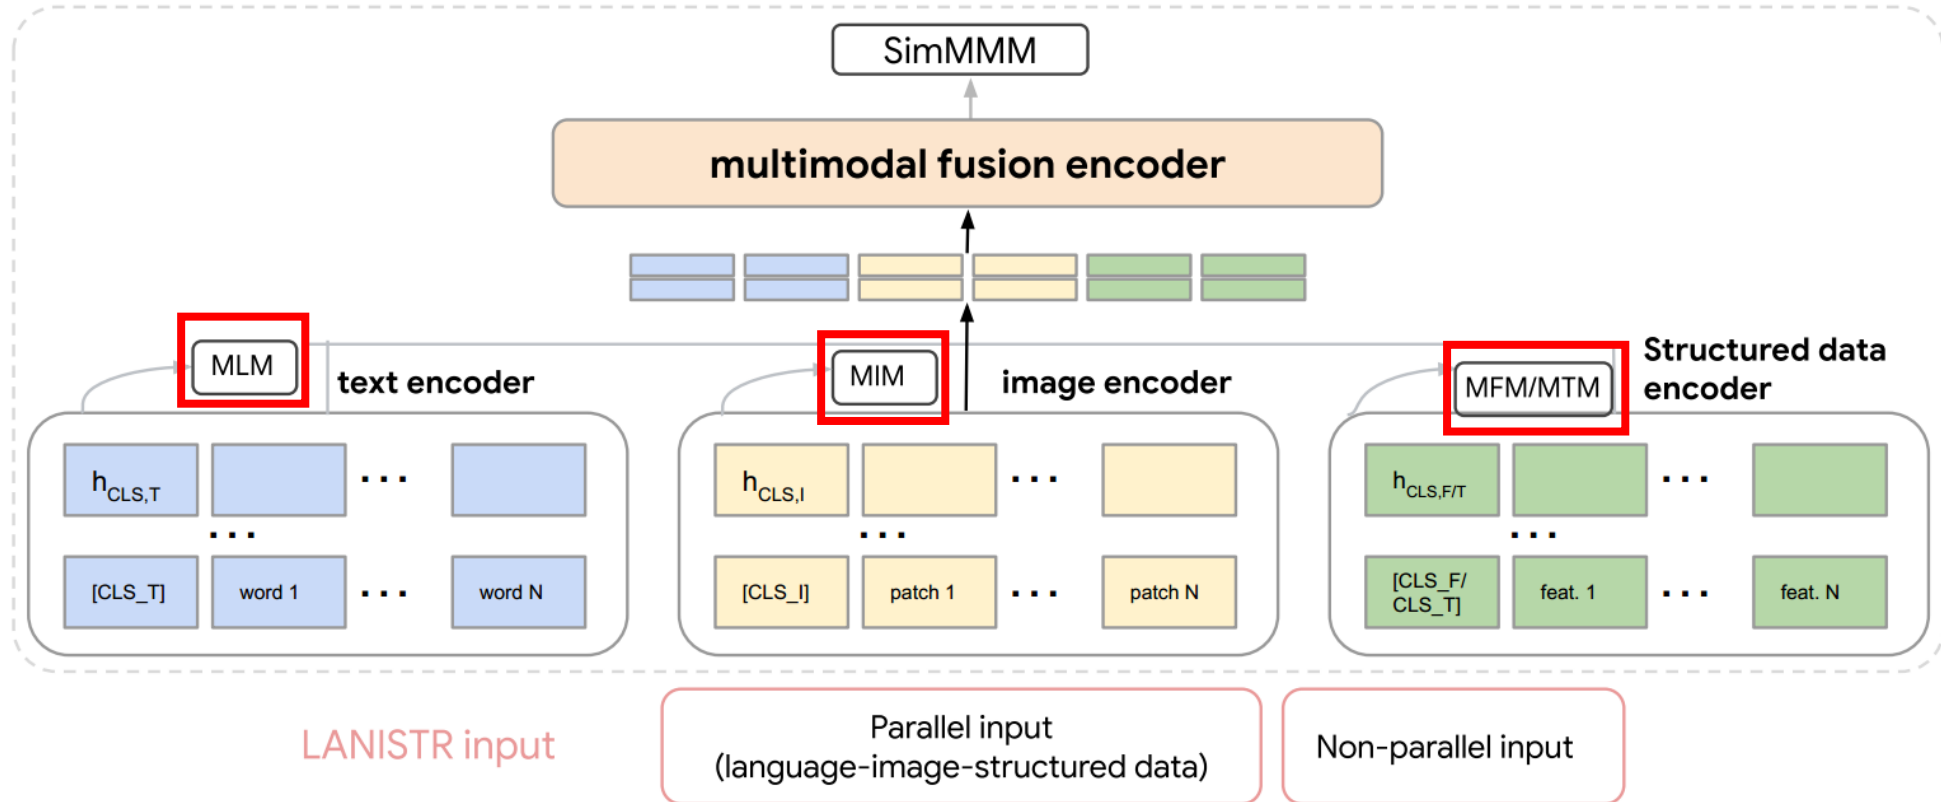 SimMMM
multimodal fusion encoder
MLM
text encoder
MIM
image encoder
MFM/MTM
Structured data
encoder
hCLS,T
...
...
[CLS_T]
word 1
...
word N
hCLS,I
...
...
[CLS_I]
patch 1
...
patch N
hCLS,F/T
...
...
[CLS_F/
CLS_T]
feat. 1
...
feat. N
LANISTR input
Parallel input
(language-image-structured data)
Non-parallel input